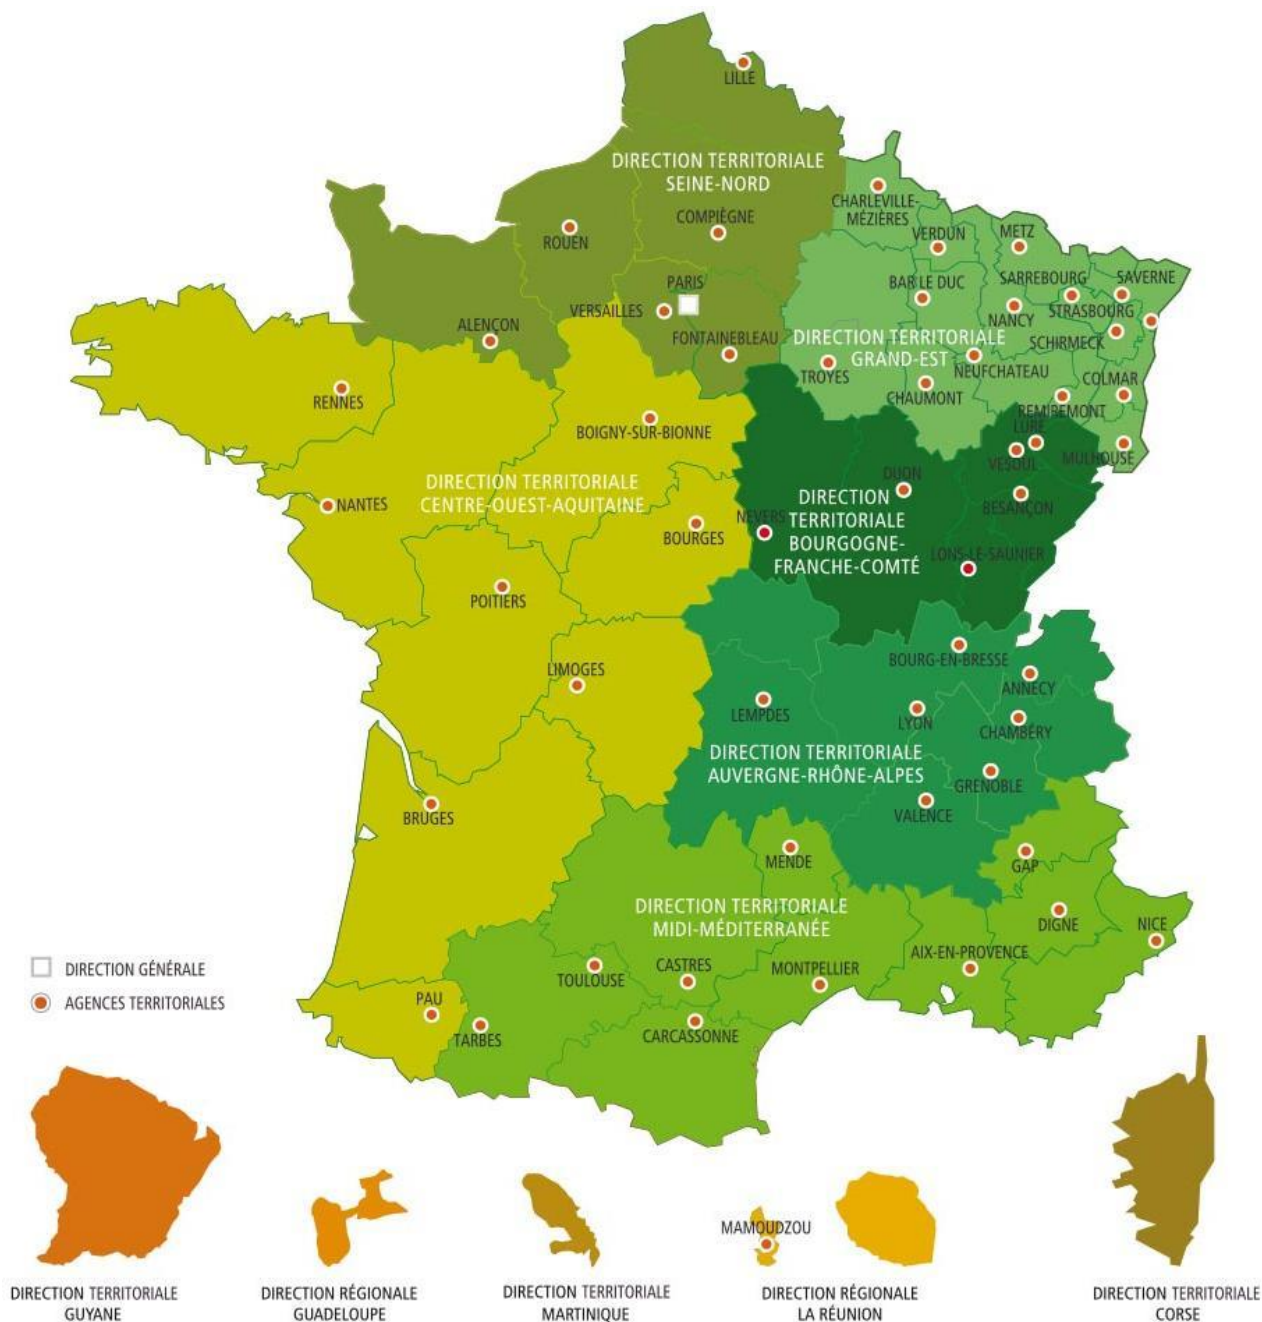 LILLE
DIRECTION TERRITORIALE
SEINE-NORD
COMPIÈGNE
ROUEN
PARIS
VERSAILLES
FONTAINEBLEAU
ALENÇON
CHARLEVILLE-
MÉZIÈRES
VERDUN
METZ
BAR LE DUC
SARREBOURG
SAVERNE
NANCY
STRASBOURG
DIRECTION TERRITORIALE
GRAND-EST
SCHIRMECK
NEUFCHATEAU
TROYES
CHAUMONT
COLMAR
REMIREMONT
LURE
VESOUL
MULHOUSE
RENNES
BOIGNY-SUR-BIONNE
DIRECTION TERRITORIALE
CENTRE-OUEST-AQUITAINE
NANTES
BOURGES
POITIERS
LIMOGES
BRUGES
PAU
DIJON
DIRECTION
TERRITORIALE
BOURGOGNE-
FRANCHE-COMTÉ
NEVERS
BESANÇON
LONS-LE-SAUNIER
BOURG-EN-BRESSE
ANNECY
LEMPDES
LYON
CHAMBÉRY
DIRECTION TERRITORIALE
AUVERGNE-RHÔNE-ALPES
GRENOBLE
VALENCE
MENDE
GAP
DIRECTION TERRITORIALE
MIDI-MÉDITERRANÉE
DIGNE
NICE
AIX-EN-PROVENCE
TOULOUSE
CASTRES
MONTPELLIER
TARBES
CARCASSONNE
DIRECTION GÉNÉRALE
AGENCES TERRITORIALES
MAMOUDZOU
DIRECTION TERRITORIALE
GUYANE
DIRECTION RÉGIONALE
GUADELOUPE
DIRECTION TERRITORIALE
MARTINIQUE
DIRECTION RÉGIONALE
LA RÉUNION
DIRECTION TERRITORIALE
CORSE